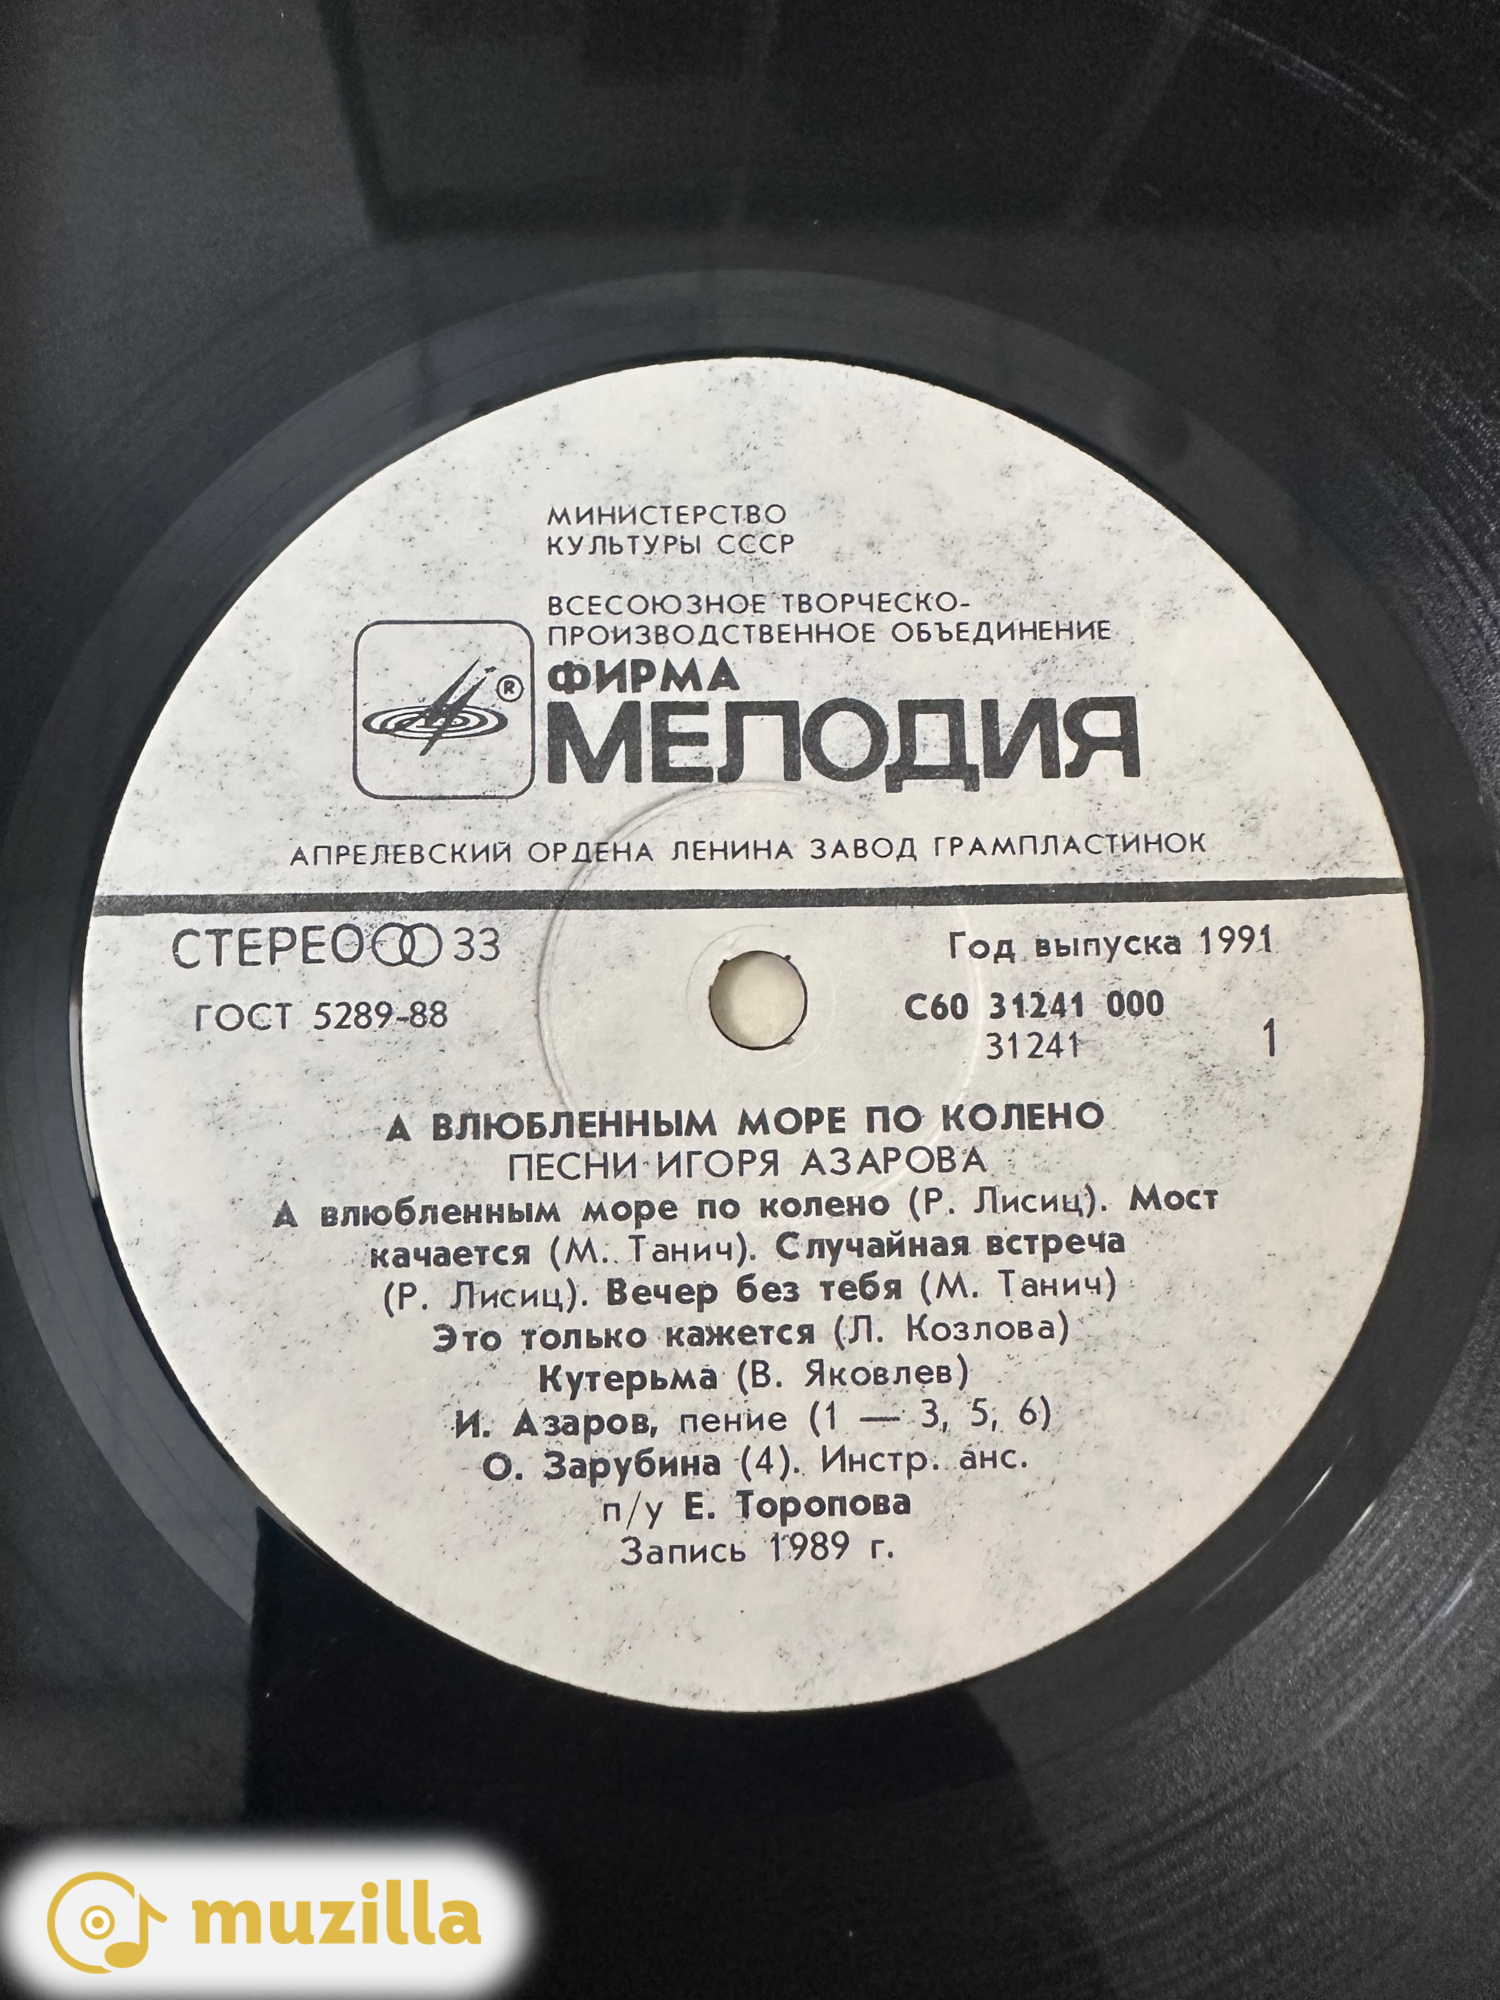 МИНИСТЕРСТВО
КУЛЬТУРЫ СССР
ВСЕСОЮЗНОЕ ТВОРЧЕСКО-
ПРОИЗВОДСТВЕННОЕ ОБЪЕДИНЕНИЕ
ФИРМА
® МЕЛОДИЯ
АПРЕЛЕВСКИЙ ОРДЕНА ЛЕНИНА ЗАВОД ГРАМПЛАСТИНОК
СТЕРЕО 33
Год выпуска 1991
ГОСТ 5289-88
С60 31241 000
31241
1
А ВЛЮБЛЕННЫМ МОРЕ ПО КОЛЕНО
ПЕСНИ ИГОРЯ АЗАРОВА
А влюбленным море по колено (Р. Лисиц). Мост
качается (М. Танич). Случайная встреча
(Р. Лисиц). Вечер без тебя (М. Танич)
Это только кажется (Л. Козлова)
Кутерьма (В. Яковлев)
И. Азаров, пение (1 — 3, 5, 6)
О. Зарубина (4). Инстр. анс.
п/у Е. Торопова
Запись 1989 г.
muzilla